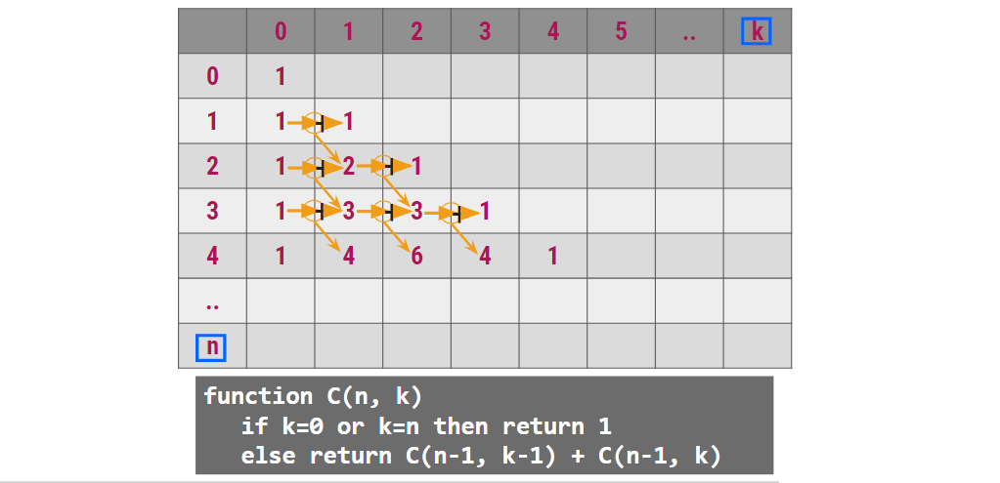 0 1 2 3 4 5 .. k
0 1
1 1 + 1
2 1 + 2 + 1
3 1 + 3 + 3 + 1
4 1 4 6 4 1
..
n
function C(n, k)
if k=0 or k=n then return 1
else return C(n-1, k-1) + C(n-1, k)